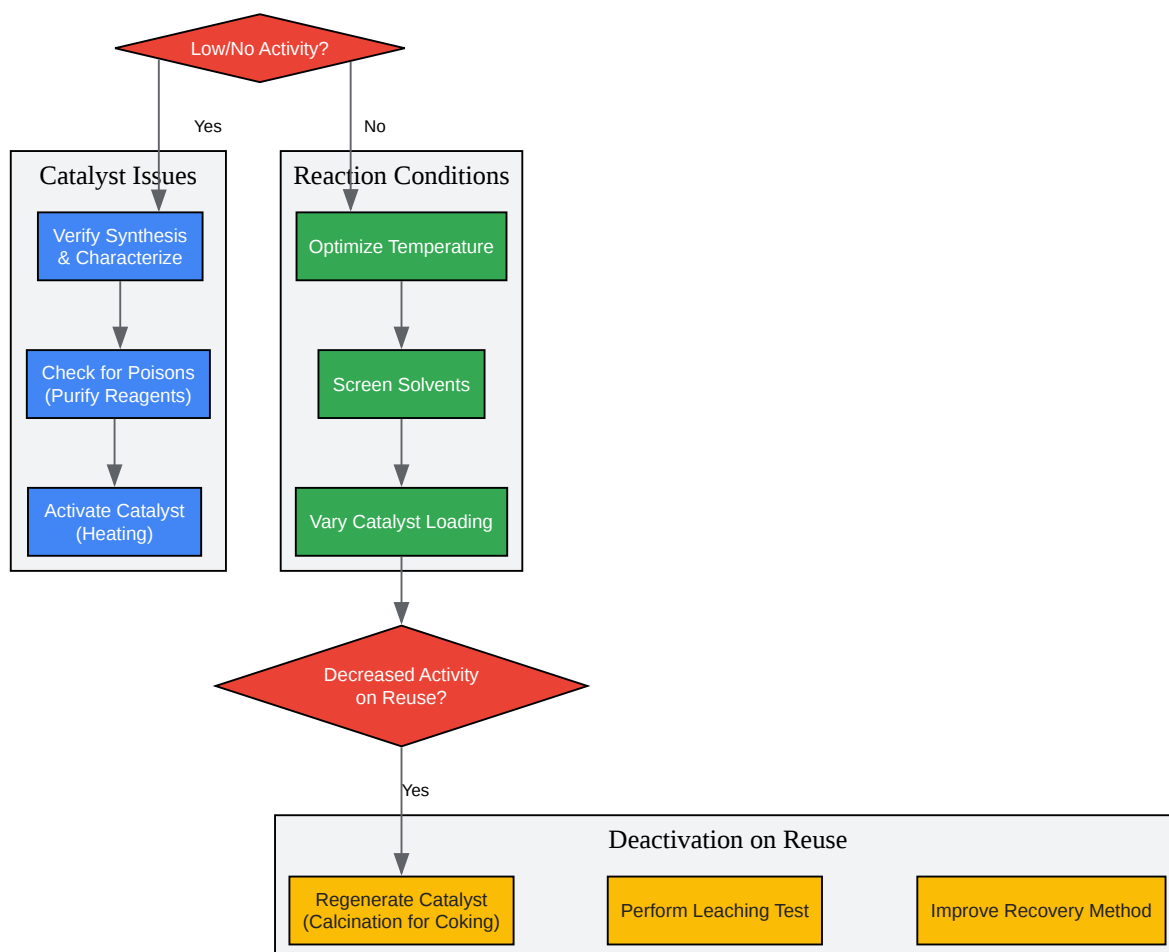 Low/No Activity?
Yes
No
Catalyst Issues
Reaction Conditions
Verify Synthesis
& Characterize
Optimize Temperature
Check for Poisons
(Purify Reagents)
Screen Solvents
Activate Catalyst
(Heating)
Vary Catalyst Loading
Decreased Activity
on Reuse?
Yes
Deactivation on Reuse
Regenerate Catalyst
(Calcination for Coking)
Perform Leaching Test
Improve Recovery Method